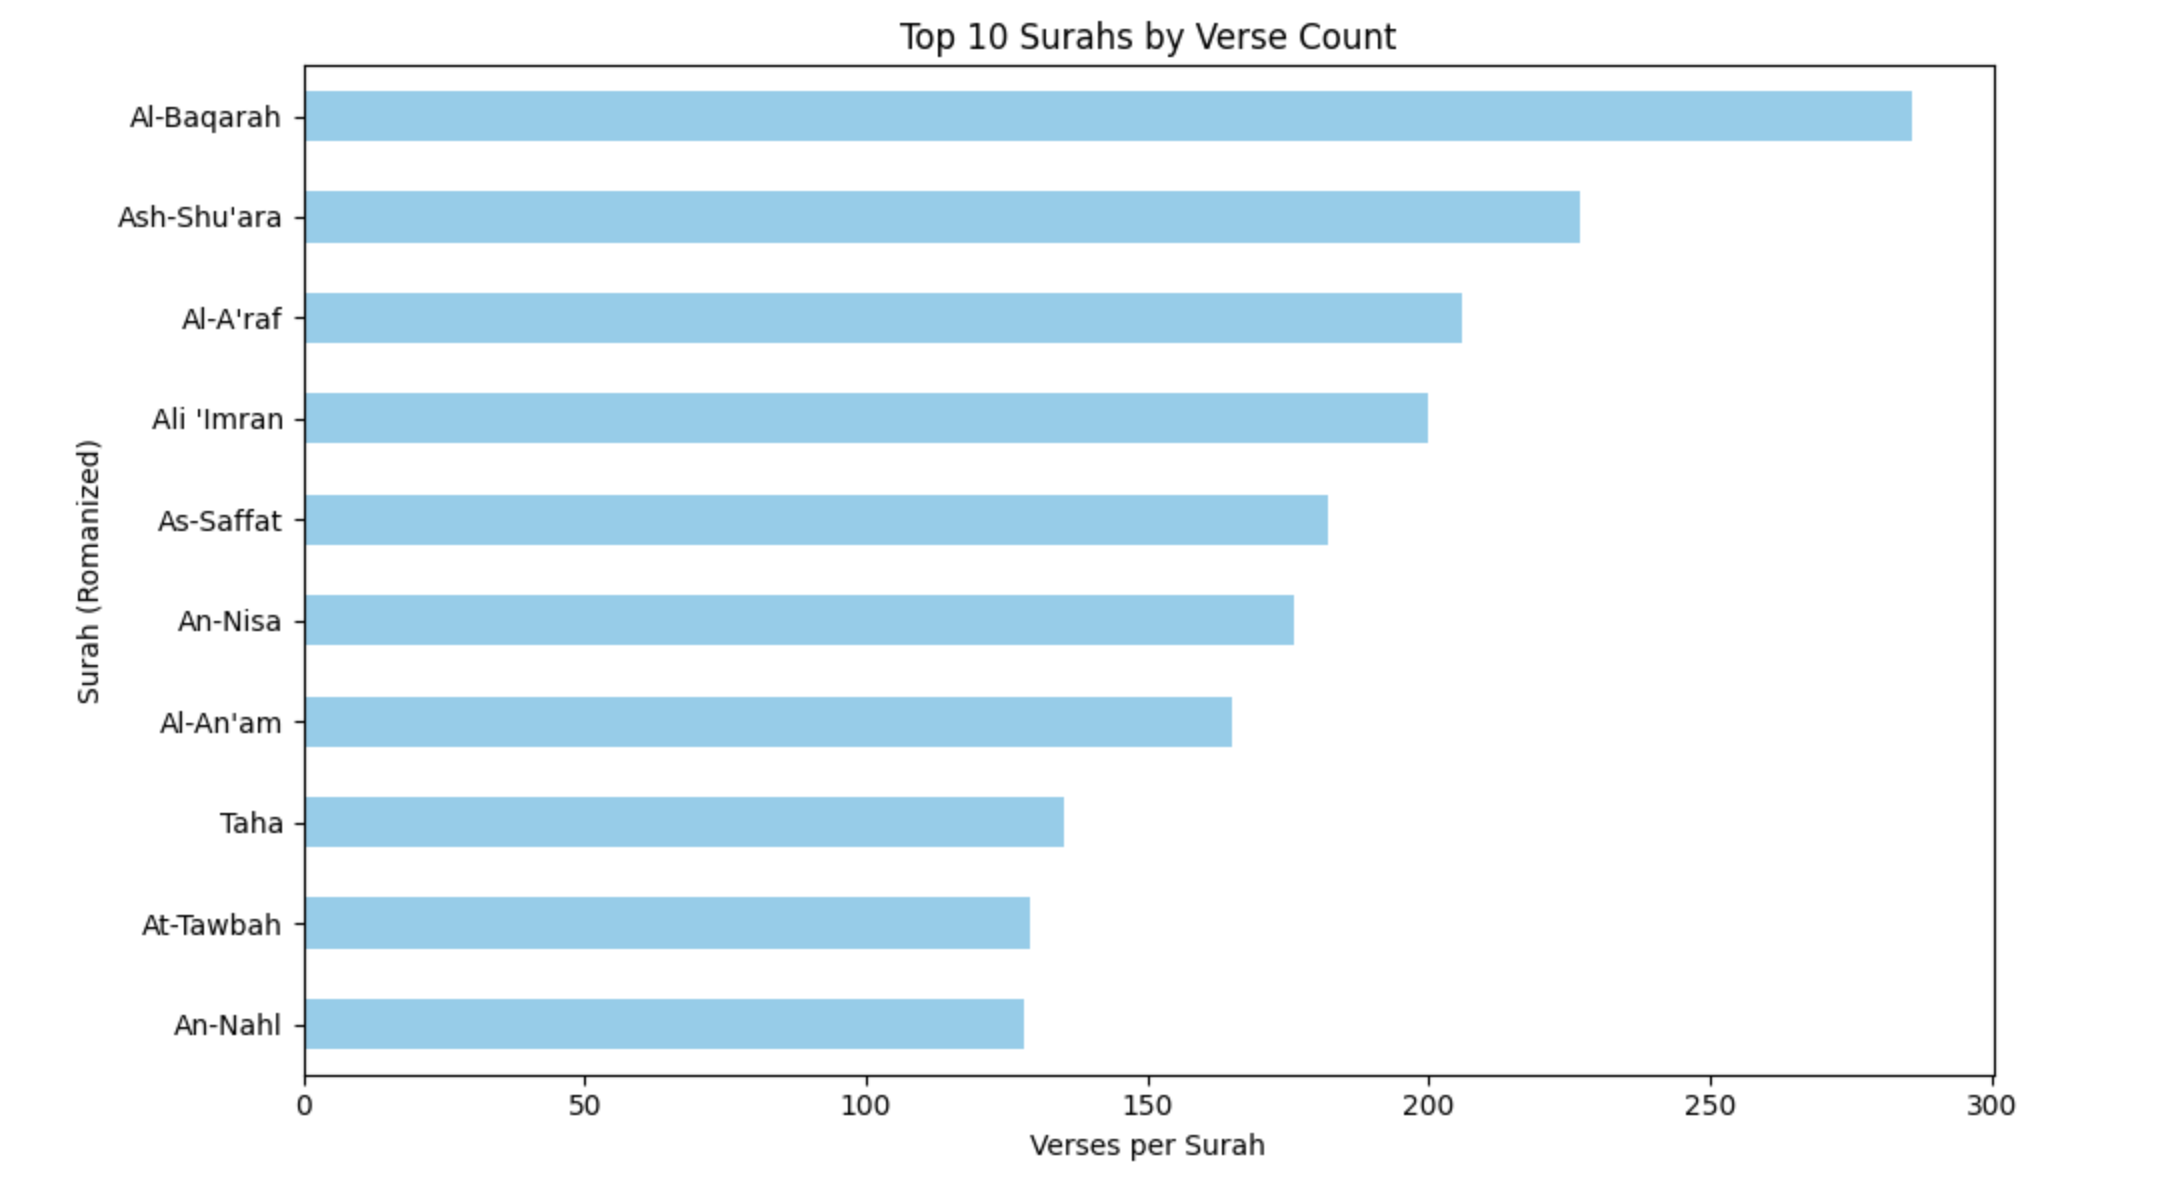 Top 10 Surahs by Verse Count
Surah (Romanized)
Al-Baqarah
Ash-Shu'ara
Al-A'raf
Ali 'Imran
As-Saffat
An-Nisa
Al-An'am
Taha
At-Tawbah
An-Nahl
0 50 100 150 200 250 300
Verses per Surah